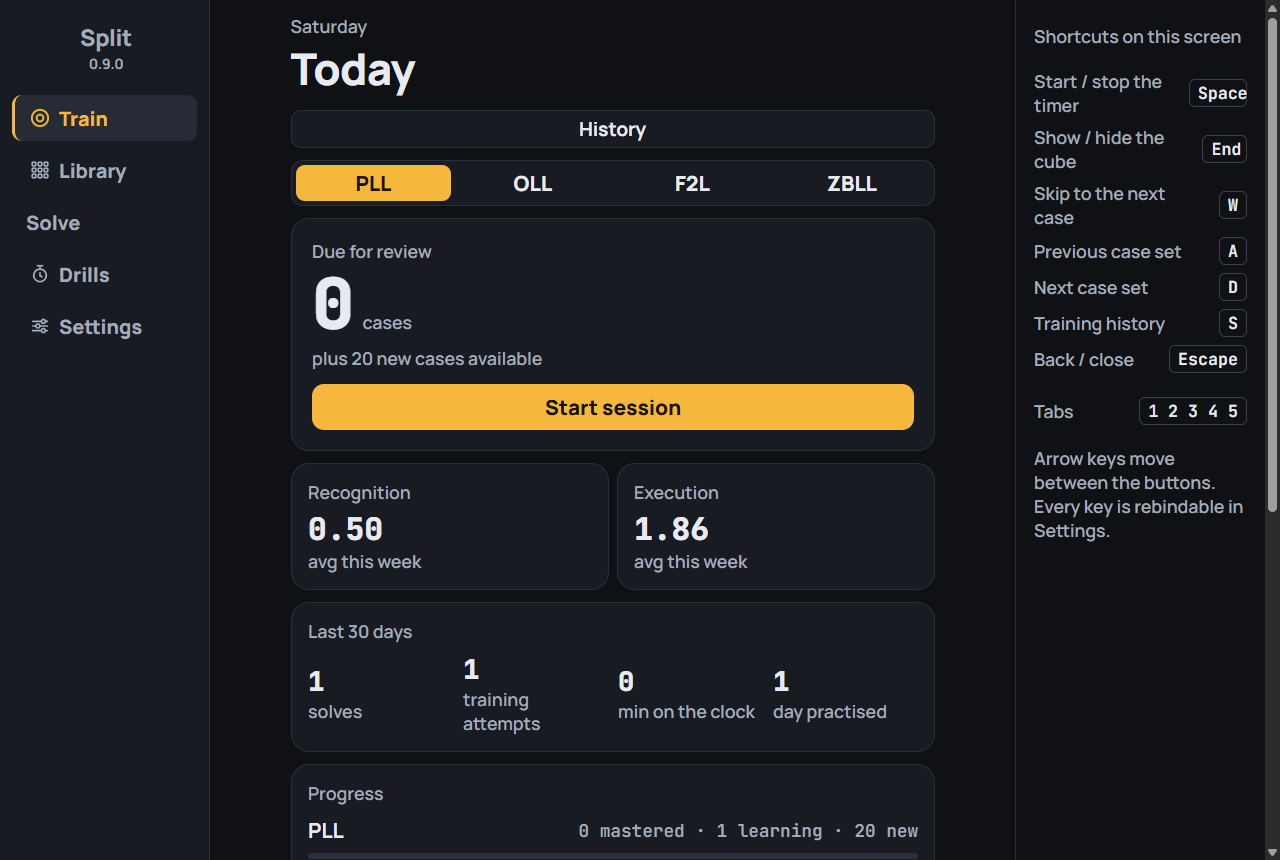 Split
0.9.0
Train
Library
Solve
Drills
Settings
Saturday
Today
History
PLL
OLL
F2L
ZBLL
Due for review
0 cases
plus 20 new cases available
Start session
Recognition
0.50
avg this week
Execution
1.86
avg this week
Last 30 days
1
solves
1
training
attempts
0
min on the clock
1
day practised
Progress
PLL
0 mastered · 1 learning · 20 new
Shortcuts on this screen
Start / stop the
timer
Space
Show / hide the
cube
End
Skip to the next
case
W
Previous case set
A
Next case set
D
Training history
S
Back / close
Escape
Tabs
1 2 3 4 5
Arrow keys move
between the buttons.
Every key is rebindable in
Settings.